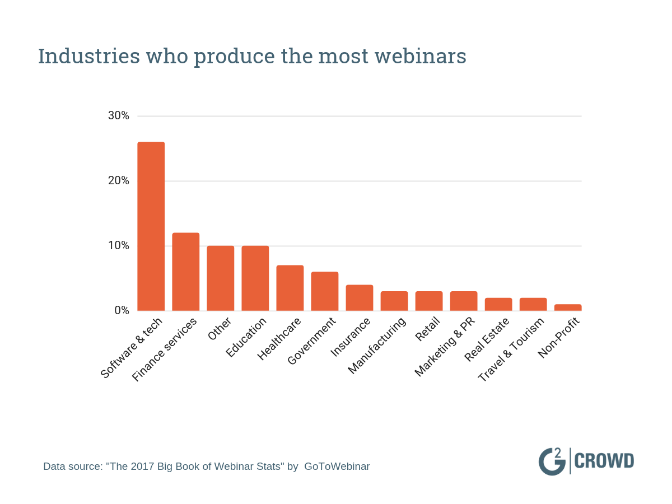 Industries who produce the most webinars
30%
20%
10%
0%
Software & tech
Finance services
Other
Education
Healthcare
Government
Insurance
Manufacturing
Retail
Marketing & PR
Real Estate
Travel & Tourism
Non-Profit
Data source: "The 2017 Big Book of Webinar Stats" by  GoToWebinar
G2 | CROWD